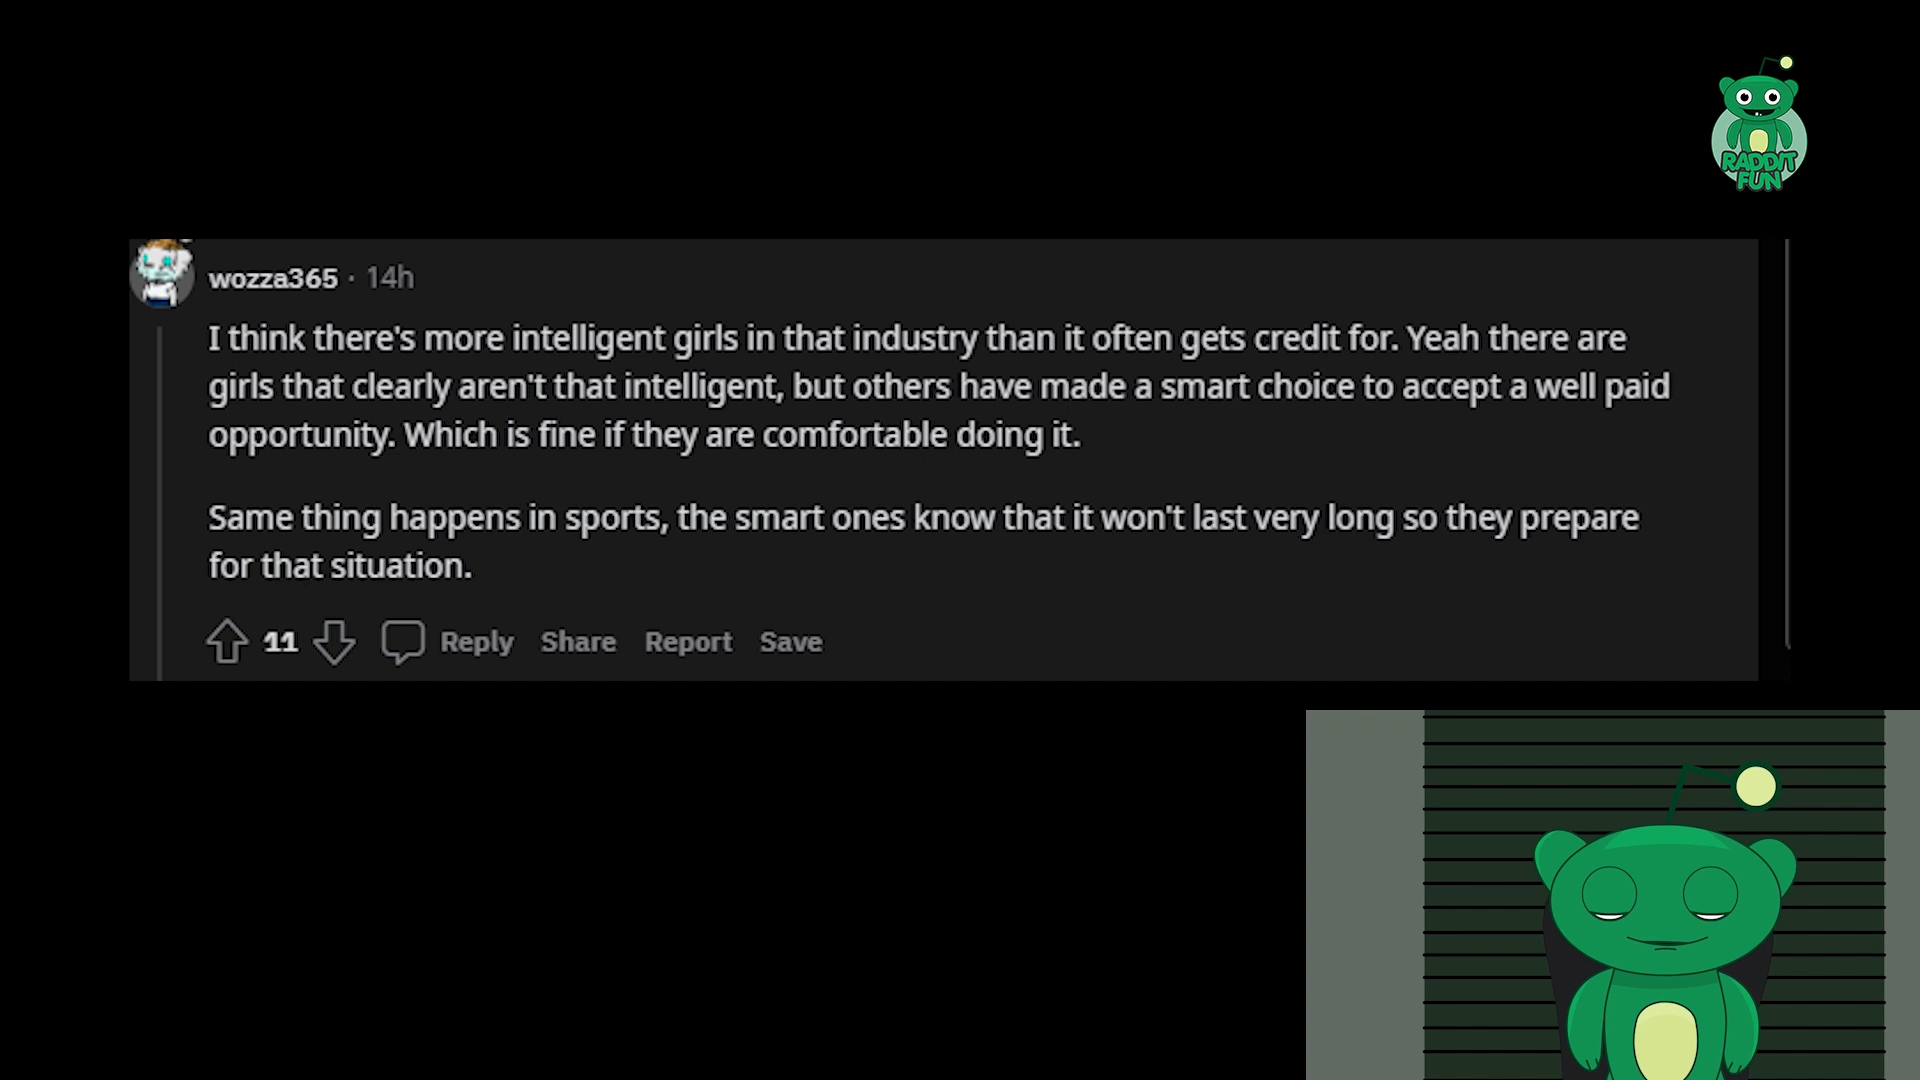 RADDIT
FUN
wozza365 · 14h
I think there's more intelligent girls in that industry than it often gets credit for. Yeah there are
girls that clearly aren't that intelligent, but others have made a smart choice to accept a well paid
opportunity. Which is fine if they are comfortable doing it.
Same thing happens in sports, the smart ones know that it won't last very long so they prepare
for that situation.
11 Reply Share Report Save